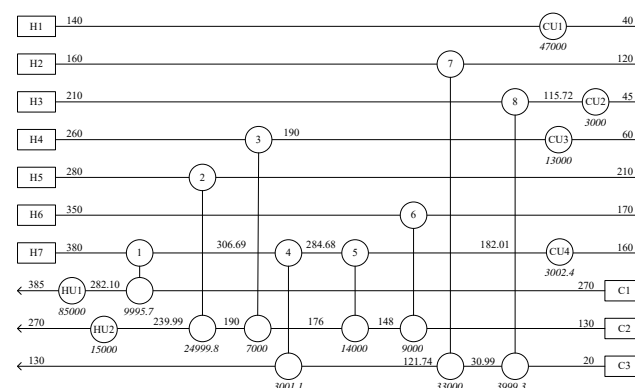 H1 140 CU1 40
47000
H2 160 7 120
H3 210 8 115.72 CU2 45
3000
H4 260 3 190 CU3 60
13000
H5 280 2 210
H6 350 6 170
H7 380 1 306.69 4 284.68 5 182.01 CU4 160
3002.4
385 HU1 282.10 270 C1
85000 9995.7
270 HU2 239.99 190 176 148 130 C2
15000 24999.8 7000 14000 9000
130 121.74 30.99 20 C3
3001.1 33000 3999.3